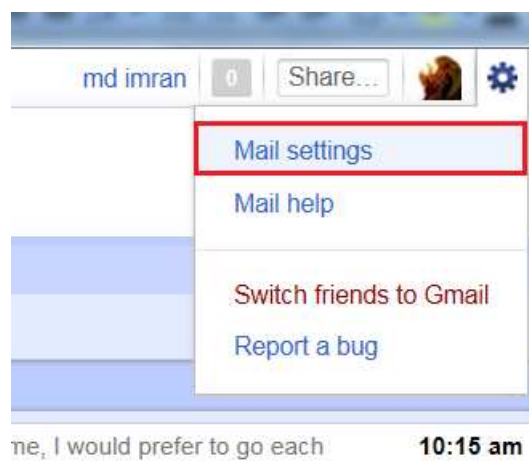 md imran 0 Share...
Mail settings
Mail help
Switch friends to Gmail
Report a bug
me, I would prefer to go each 10:15 am